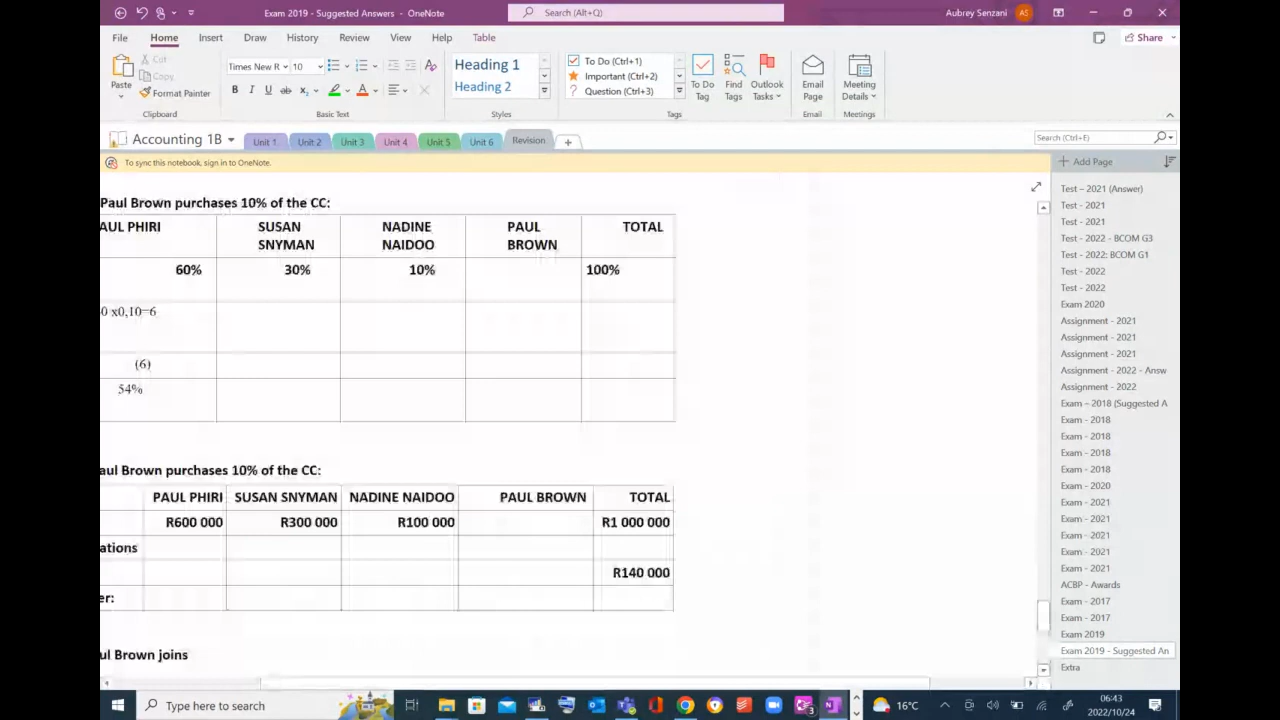 Exam 2019 - Suggested Answers - OneNote
Search (Alt+Q)
Aubrey Senzani
AS
File Home Insert Draw History Review View Help Table
Share
Paste
Cut
Copy
Format Painter
Clipboard
Times New R 10
B I U ab x₂ A
Basic Text
Heading 1
Heading 2
Styles
To Do (Ctrl+1)
Important (Ctrl+2)
Question (Ctrl+3)
To Do Tag
Find Tags
Outlook Tasks
Tags
Email Page
Email
Meeting Details
Meetings
Accounting 1B
Unit 1 Unit 2 Unit 3 Unit 4 Unit 5 Unit 6 Revision +
Search (Ctrl+E)
To sync this notebook, sign in to OneNote.
Add Page
Paul Brown purchases 10% of the CC:
AUL PHIRI SUSAN SNYMAN NADINE NAIDOO PAUL BROWN TOTAL
60% 30% 10% 100%
0 x0,10=6
(6)
54%
aul Brown purchases 10% of the CC:
PAUL PHIRI SUSAN SNYMAN NADINE NAIDOO PAUL BROWN TOTAL
R600 000 R300 000 R100 000 R1 000 000
ations
R140 000
er:
ul Brown joins
Test - 2021 (Answer)
Test - 2021
Test - 2021
Test - 2022 - BCOM G3
Test - 2022: BCOM G1
Test - 2022
Test - 2022
Exam 2020
Assignment - 2021
Assignment - 2021
Assignment - 2021
Assignment - 2022 - Answ
Assignment - 2022
Exam - 2018 (Suggested A
Exam - 2018
Exam - 2018
Exam - 2018
Exam - 2018
Exam - 2020
Exam - 2021
Exam - 2021
Exam - 2021
Exam - 2021
Exam - 2021
ACBP - Awards
Exam - 2017
Exam - 2017
Exam 2019
Exam 2019 - Suggested An
Extra
Type here to search
3
16°C
06:43
2022/10/24